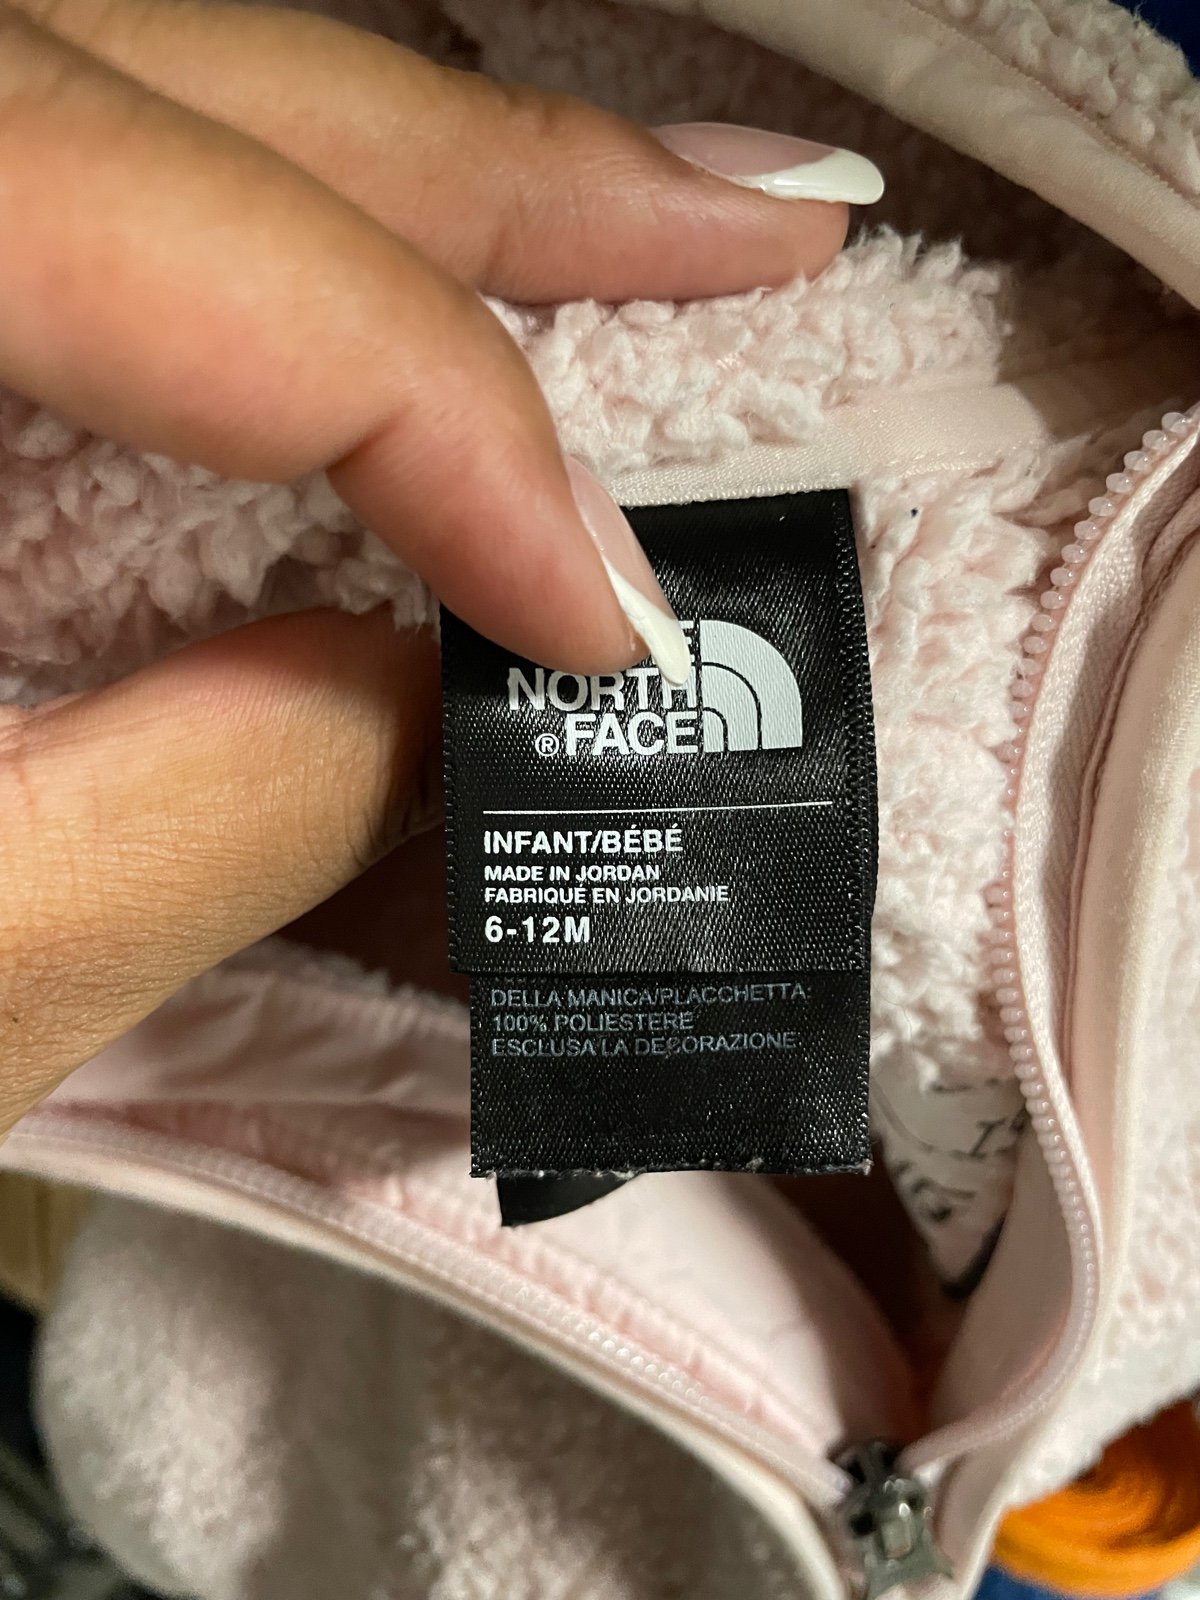 NORTH
® FACE
INFANT/BÉBÉ
MADE IN JORDAN
FABRIQUÉ EN JORDANIE
6-12M
DELLA MANICA/PLACCHETTA
100% POLIESTERE
ESCLUSA LA DECORAZIONE